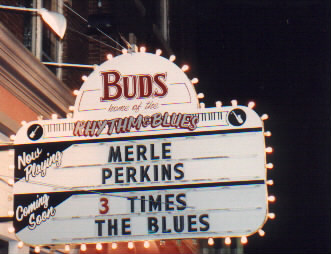 BUDS
home of the
RHYTHM & BLUES
Now Playing
MERLE
PERKINS
Coming Soon
3 TIMES
THE BLUES